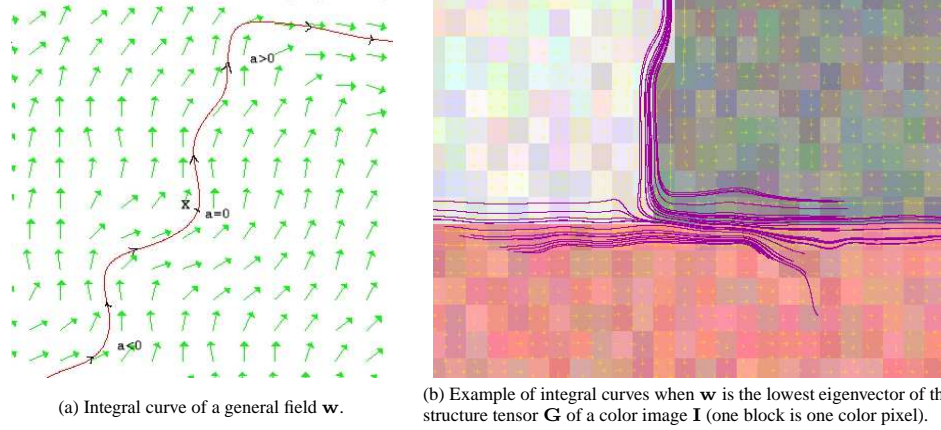 a>0
X
a=0
a<0
(a) Integral curve of a general field w.
(b) Example of integral curves when w is the lowest eigenvector of th
structure tensor G of a color image I (one block is one color pixel).